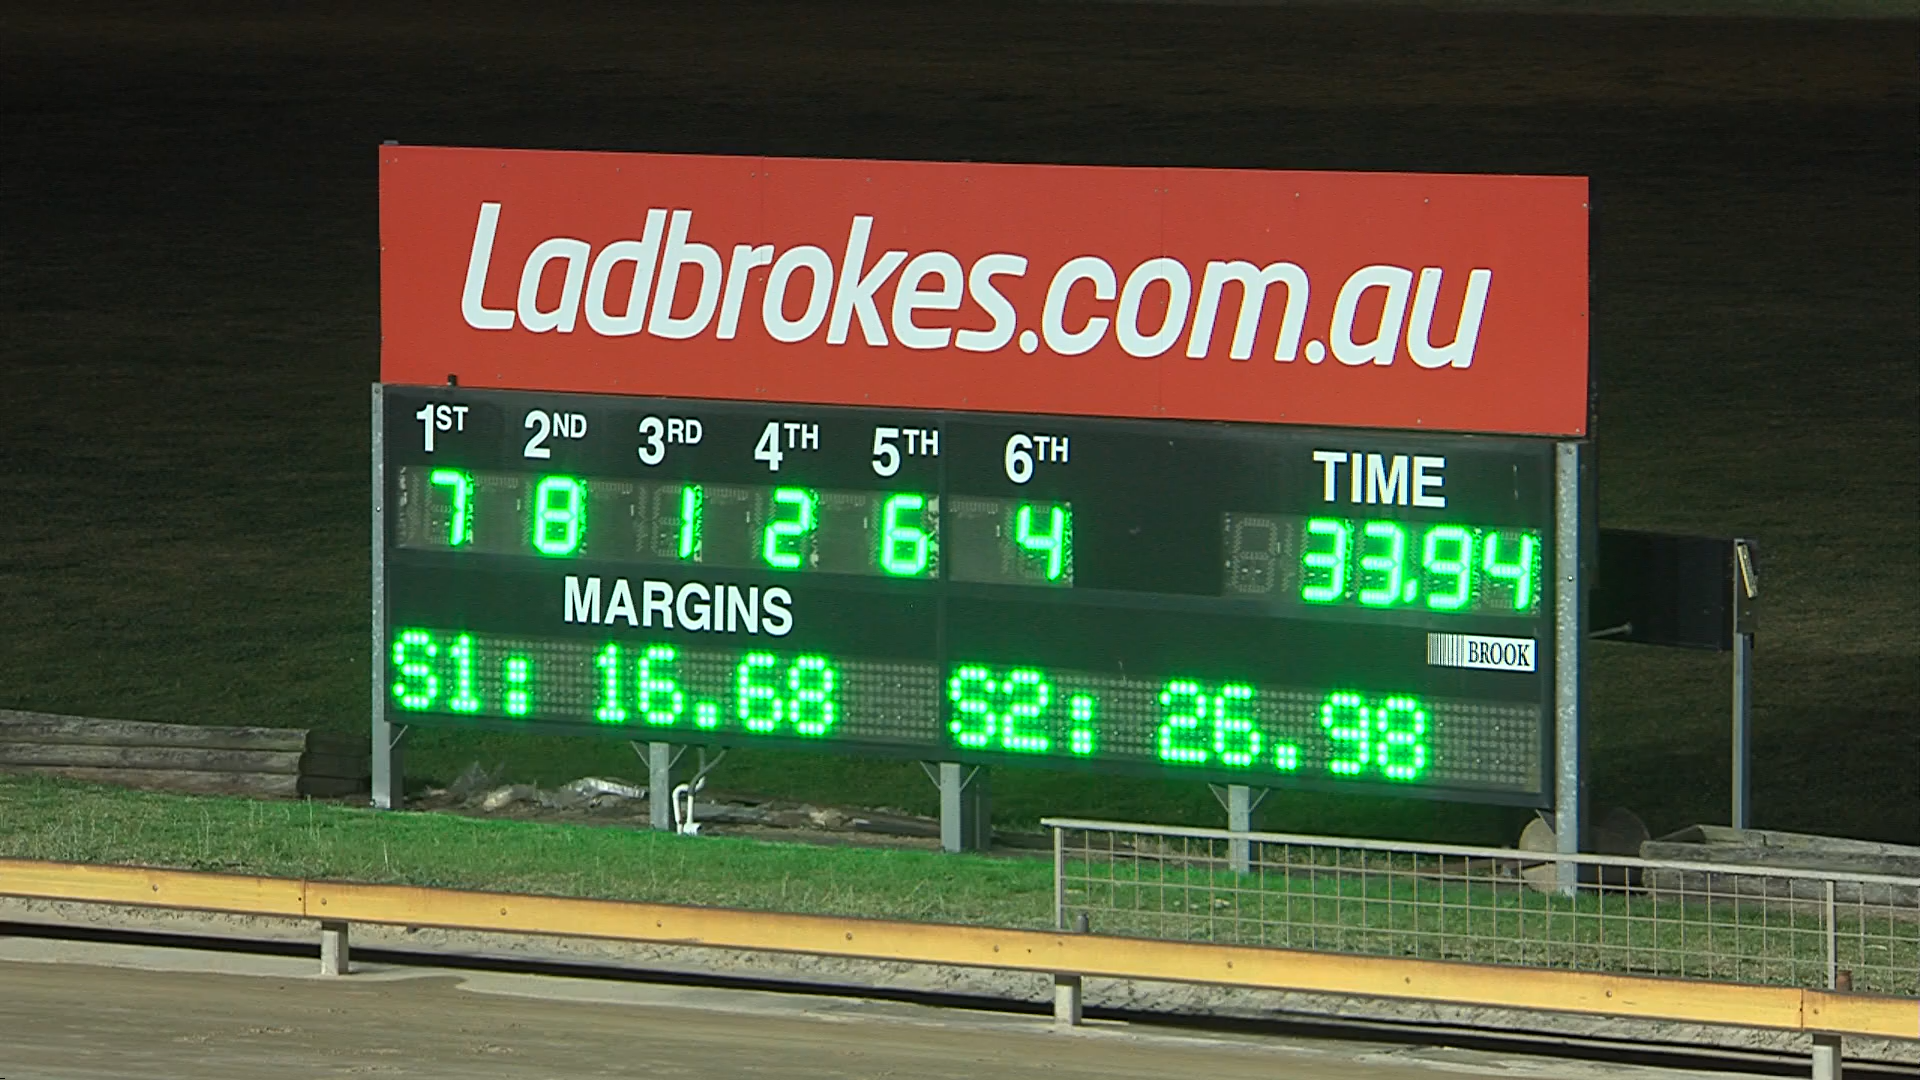 Ladbrokes.com.au
1ST 2ND 3RD 4TH 5TH 6TH TIME
7 8 1 2 6 4 33.94
MARGINS
BROOK
S1: 16.68 S2: 26.98